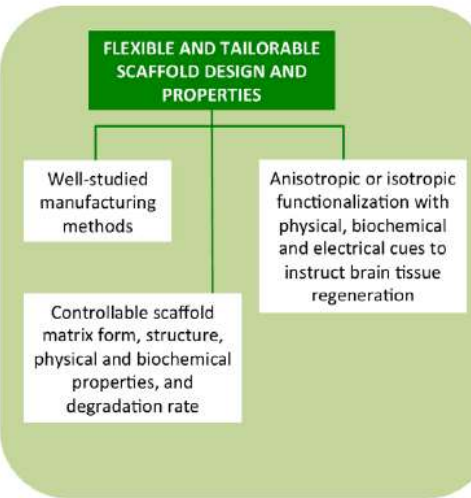 FLEXIBLE AND TAILORABLE
SCAFFOLD DESIGN AND
PROPERTIES
Well-studied
manufacturing
methods
Anisotropic or isotropic
functionalization with
physical, biochemical
and electrical cues to
instruct brain tissue
regeneration
Controllable scaffold
matrix form, structure,
physical and biochemical
properties, and
degradation rate